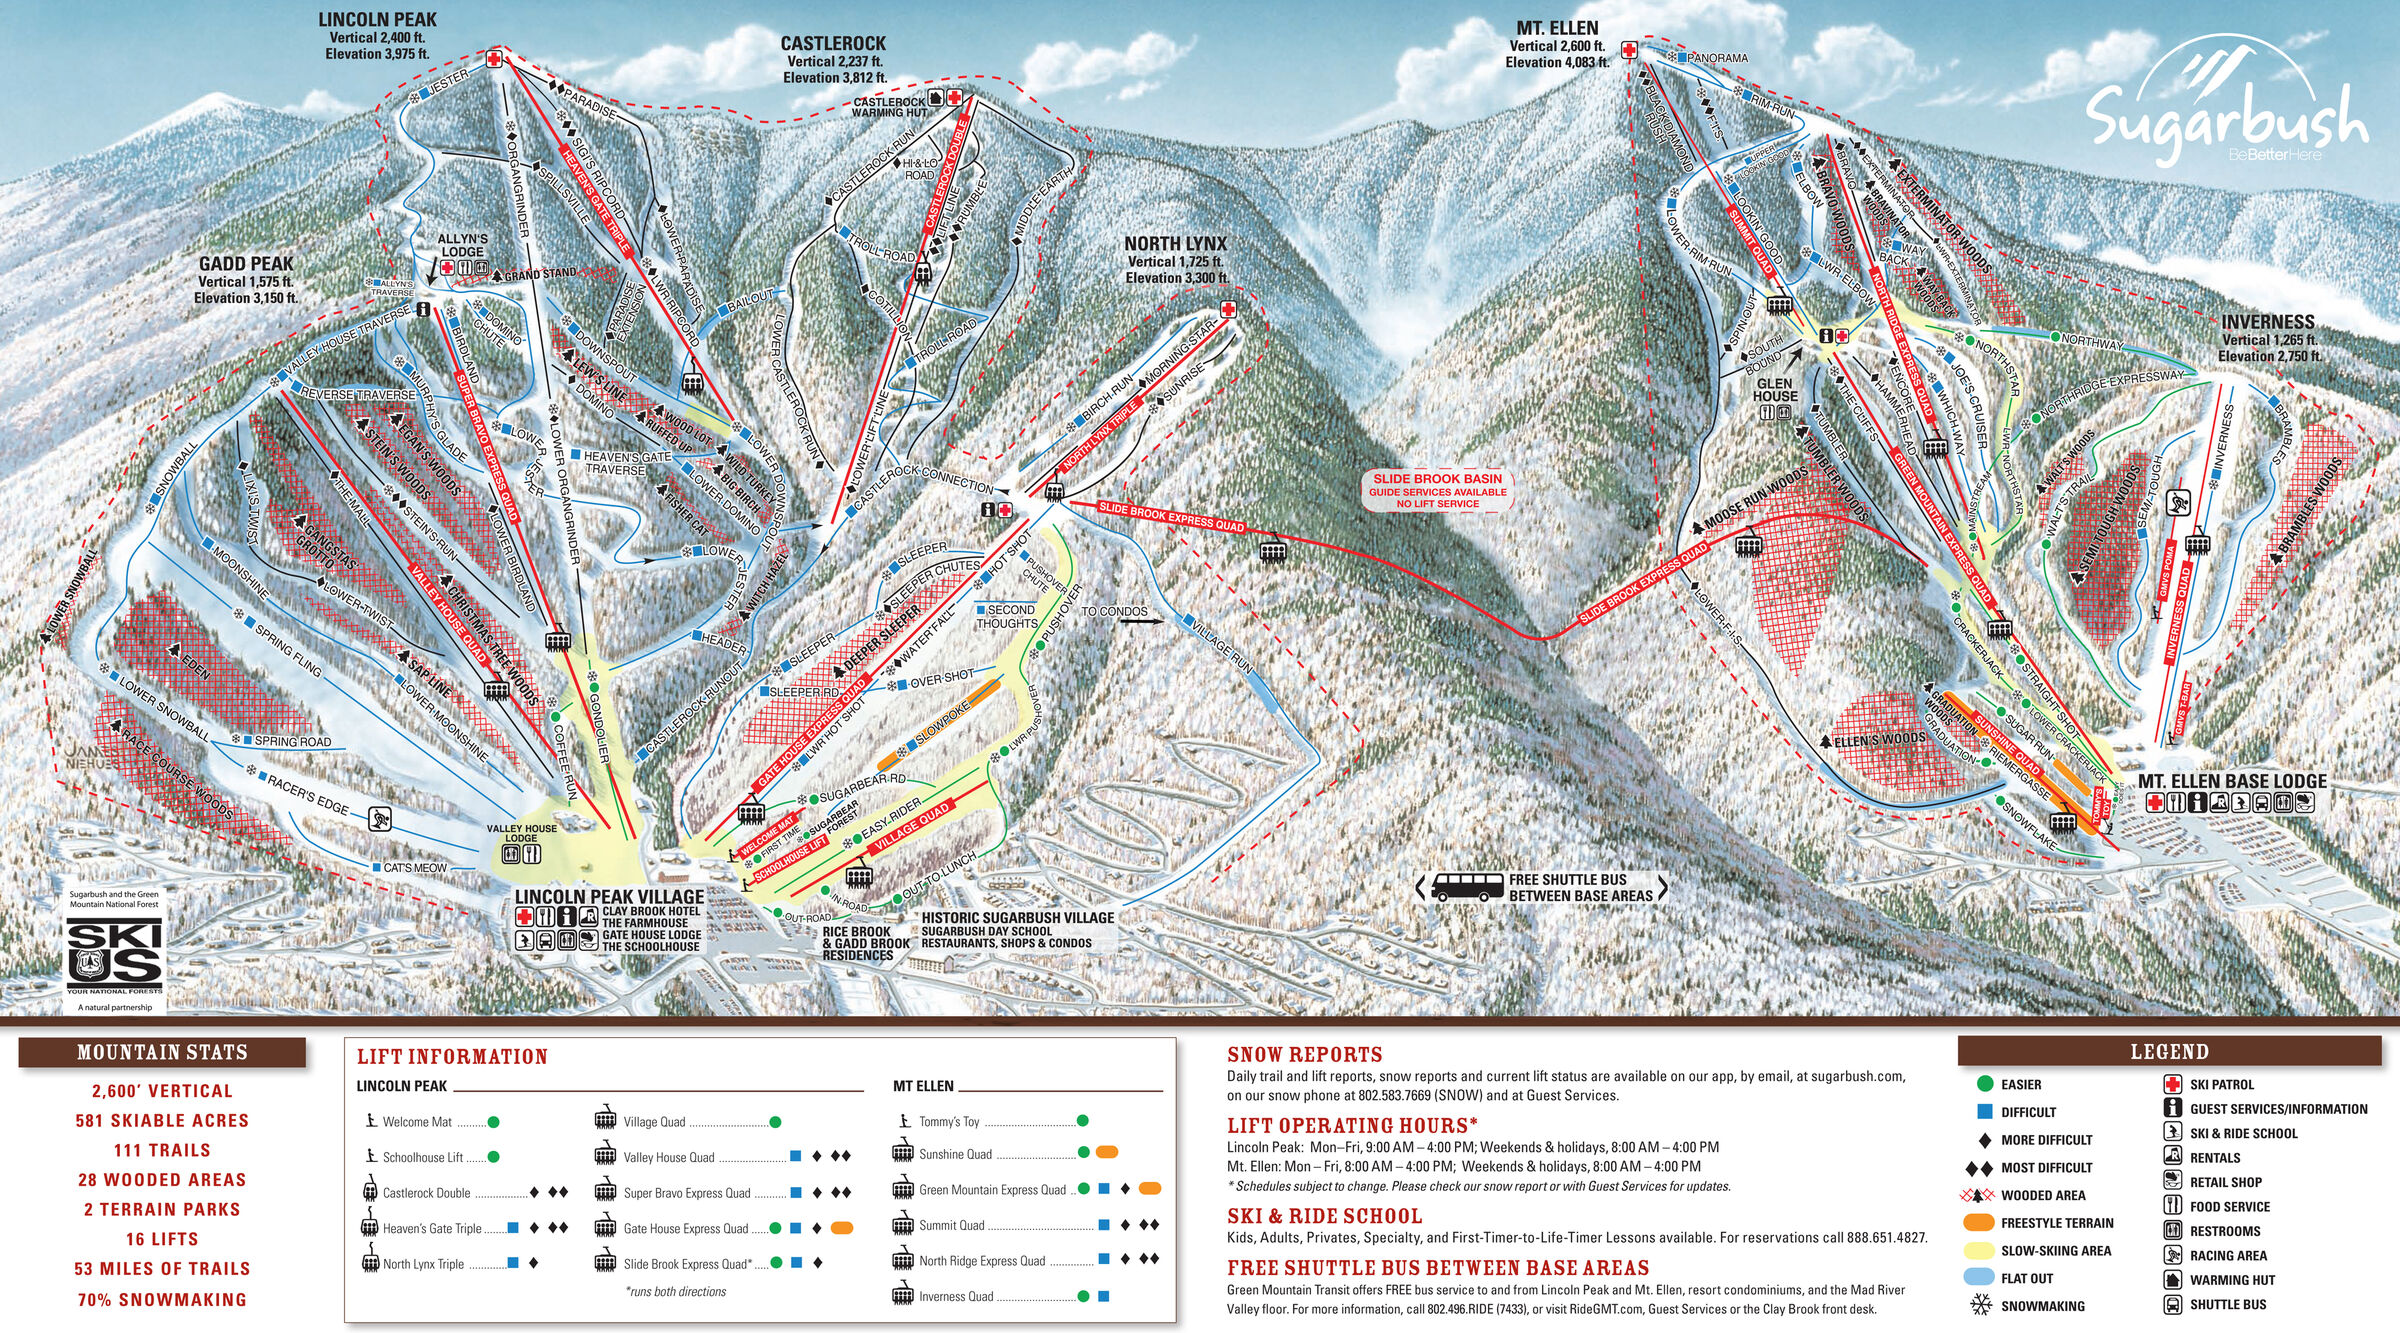 LINCOLN PEAK
Vertical 2,400 ft.
Elevation 3,975 ft.
CASTLEROCK
Vertical 2,237 ft.
Elevation 3,812 ft.
CASTLEROCK
WARMING HUT
MT. ELLEN
Vertical 2,600 ft.
Elevation 4,083 ft.
Sugarbush
BeBetterHere
GADD PEAK
Vertical 1,575 ft.
Elevation 3,150 ft.
NORTH LYNX
Vertical 1,725 ft.
Elevation 3,300 ft.
INVERNESS
Vertical 1,265 ft.
Elevation 2,750 ft.
JESTER
PARADISE
ORGANGRINDER
SPILLSVILLE
SIGI'S RIPCORD
HEAVEN'S GATE TRIPLE
LOWER PARADISE
LWR RIPCORD
PARADISE
EXTENSION
BAILOUT
ALLYN'S
LODGE
GRAND STAND
ALLYN'S
TRAVERSE
VALLEY HOUSE TRAVERSE
REVERSE TRAVERSE
BIRDLAND
DOMINO
CHUTE
DOWNSPOUT
LEW'S LINE
DOMINO
WOOD LOT
RUFFED UP
WILD TURKEY
BIG BIRCH
LOWER DOMINO
FISHER CAT
HEAVEN'S GATE
TRAVERSE
LOWER DOWNSPOUT
LOWER JESTER
LOWER JESTER
WITCH HAZEL
HEADER
MURPHY'S GLADE
EGAN'S WOODS
STEIN'S WOODS
STEIN'S RUN
SUPER BRAVO EXPRESS QUAD
LOWER BIRDLAND
LOWER ORGANGRINDER
THE MALL
LIXI'S TWIST
GANGSTAS
GROTTO
LOWER TWIST
VALLEY HOUSE QUAD
CHRISTMAS TREE WOODS
SNOWBALL
LOWER SNOWBALL
MOONSHINE
SPRING FLING
SAP LINE
LOWER MOONSHINE
EDEN
LOWER SNOWBALL
SPRING ROAD
RACE COURSE WOODS
RACER'S EDGE
CAT'S MEOW
COFFEE RUN
GONDOLIER
CASTLEROCK RUNOUT
JAMES
NIEHUES
VALLEY HOUSE
LODGE
CASTLEROCK RUN
HI & LO
ROAD
CASTLEROCK DOUBLE
LIFT LINE
RUMBLE
MIDDLE EARTH
TROLL ROAD
COTILLION
TROLL ROAD
LOWER CASTLEROCK RUN
LOWER LIFT LINE
CASTLEROCK CONNECTION
BIRCH RUN
MORNING STAR
SUNRISE
NORTH LYNX TRIPLE
SLIDE BROOK EXPRESS QUAD
SLIDE BROOK BASIN
GUIDE SERVICES AVAILABLE
NO LIFT SERVICE
SLIDE BROOK EXPRESS QUAD
SLEEPER
SLEEPER CHUTES
HOT SHOT
PUSHOVER
CHUTE
SECOND
THOUGHTS
PUSHOVER
TO CONDOS
VILLAGE RUN
SLEEPER
DEEPER SLEEPER
WATERFALL
OVER SHOT
SLEEPER RD
GATE HOUSE EXPRESS QUAD
LWR HOT SHOT
SLOWPOKE
LWR PUSHOVER
SUGARBEAR RD
SUGARBEAR
FOREST
WELCOME MAT
FIRST TIME
SCHOOLHOUSE LIFT
EASY RIDER
VILLAGE QUAD
OUT TO LUNCH
IN-ROAD
OUT-ROAD
LINCOLN PEAK VILLAGE
CLAY BROOK HOTEL
THE FARMHOUSE
GATE HOUSE LODGE
THE SCHOOLHOUSE
RICE BROOK
& GADD BROOK
RESIDENCES
HISTORIC SUGARBUSH VILLAGE
SUGARBUSH DAY SCHOOL
RESTAURANTS, SHOPS & CONDOS
FREE SHUTTLE BUS
BETWEEN BASE AREAS
PANORAMA
RIM RUN
BLACK DIAMOND
RUSH
F.I.S.
UPPER
LOOKIN' GOOD
LOOKIN' GOOD
SUMMIT QUAD
ELBOW
LWR ELBOW
LOWER RIM RUN
BRAVO WOODS
BRAVO
EXTERMINATOR
EXTERMINATOR WOODS
BRAVINATOR
WOODS
LWR EXTERMINATOR
WAY
BACK
WAY BACK
WOODS
NORTH RIDGE EXPRESS QUAD
SPIN OUT
SOUTH
BOUND
GLEN
HOUSE
THE CLIFFS
HAMMERHEAD
ENCORE
WHICH WAY
JOE'S CRUISER
NORTHSTAR
LWR NORTHSTAR
NORTHWAY
NORTHRIDGE EXPRESSWAY
MAINSTREAM
TUMBLER
TUMBLER WOODS
MOOSE RUN WOODS
GREEN MOUNTAIN EXPRESS QUAD
WALT'S WOODS
WALT'S TRAIL
SEMI TOUGH WOODS
SEMI-TOUGH
INVERNESS
BRAMBLES
BRAMBLES WOODS
GMVS POMA
INVERNESS QUAD
GMVS T-BAR
LOWER F-I-S
CRACKERJACK
STRAIGHT SHOT
LOWER CRACKERJACK
SUGAR RUN
GRADUATION
WOODS
GRADUATION
SUNSHINE QUAD
RIEMERGASSE
ELLEN'S WOODS
SNOWFLAKE
TOMMY'S
TOY
MT. ELLEN BASE LODGE
Sugarbush and the Green
Mountain National Forest
SKI
US
YOUR NATIONAL FORESTS
A natural partnership
MOUNTAIN STATS
2,600' VERTICAL
581 SKIABLE ACRES
111 TRAILS
28 WOODED AREAS
2 TERRAIN PARKS
16 LIFTS
53 MILES OF TRAILS
70% SNOWMAKING
LIFT INFORMATION
LINCOLN PEAK
Welcome Mat
Schoolhouse Lift
Castlerock Double
Heaven's Gate Triple
North Lynx Triple
Village Quad
Valley House Quad
Super Bravo Express Quad
Gate House Express Quad
Slide Brook Express Quad*
*runs both directions
MT ELLEN
Tommy's Toy
Sunshine Quad
Green Mountain Express Quad
Summit Quad
North Ridge Express Quad
Inverness Quad
SNOW REPORTS
Daily trail and lift reports, snow reports and current lift status are available on our app, by email, at sugarbush.com,
on our snow phone at 802.583.7669 (SNOW) and at Guest Services.
LIFT OPERATING HOURS*
Lincoln Peak: Mon–Fri, 9:00 AM – 4:00 PM; Weekends & holidays, 8:00 AM – 4:00 PM
Mt. Ellen: Mon – Fri, 8:00 AM – 4:00 PM; Weekends & holidays, 8:00 AM – 4:00 PM
* Schedules subject to change. Please check our snow report or with Guest Services for updates.
SKI & RIDE SCHOOL
Kids, Adults, Privates, Specialty, and First-Timer-to-Life-Timer Lessons available. For reservations call 888.651.4827.
FREE SHUTTLE BUS BETWEEN BASE AREAS
Green Mountain Transit offers FREE bus service to and from Lincoln Peak and Mt. Ellen, resort condominiums, and the Mad River
Valley floor. For more information, call 802.496.RIDE (7433), or visit RideGMT.com, Guest Services or the Clay Brook front desk.
LEGEND
EASIER
DIFFICULT
MORE DIFFICULT
MOST DIFFICULT
WOODED AREA
FREESTYLE TERRAIN
SLOW-SKIING AREA
FLAT OUT
SNOWMAKING
SKI PATROL
GUEST SERVICES/INFORMATION
SKI & RIDE SCHOOL
RENTALS
RETAIL SHOP
FOOD SERVICE
RESTROOMS
RACING AREA
WARMING HUT
SHUTTLE BUS